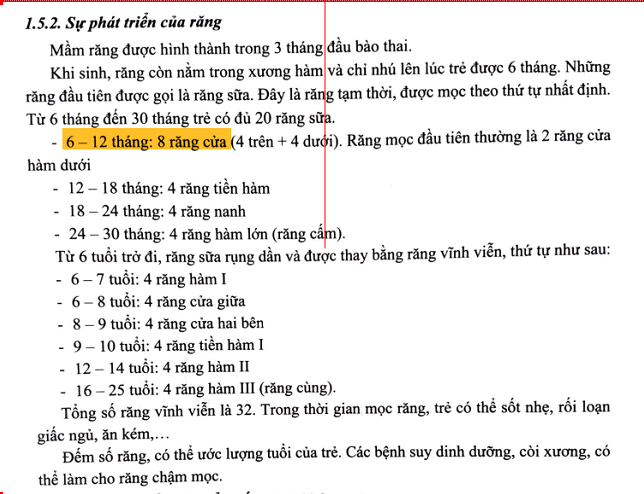 1.5.2. Sự phát triển của răng
Mầm răng được hình thành trong 3 tháng đầu bào thai.
Khi sinh, răng còn nằm trong xương hàm và chỉ nhú lên lúc trẻ được 6 tháng. Những
răng đầu tiên được gọi là răng sữa. Đây là răng tạm thời, được mọc theo thứ tự nhất định.
Từ 6 tháng đến 30 tháng trẻ có đủ 20 răng sữa.
- 6 – 12 tháng: 8 răng cửa (4 trên + 4 dưới). Răng mọc đầu tiên thường là 2 răng cửa
hàm dưới
- 12 – 18 tháng: 4 răng tiền hàm
- 18 – 24 tháng: 4 răng nanh
- 24 – 30 tháng: 4 răng hàm lớn (răng cấm).
Từ 6 tuổi trở đi, răng sữa rụng dần và được thay bằng răng vĩnh viễn, thứ tự như sau:
- 6 – 7 tuổi: 4 răng hàm I
- 6 – 8 tuổi: 4 răng cửa giữa
- 8 – 9 tuổi: 4 răng cửa hai bên
- 9 – 10 tuổi: 4 răng tiền hàm I
- 12 – 14 tuổi: 4 răng hàm II
- 16 – 25 tuổi: 4 răng hàm III (răng cùng).
Tổng số răng vĩnh viễn là 32. Trong thời gian mọc răng, trẻ có thể sốt nhẹ, rối loạn
giấc ngủ, ăn kém,...
Đếm số răng, có thể ước lượng tuổi của trẻ. Các bệnh suy dinh dưỡng, còi xương, có
thể làm cho răng chậm mọc.